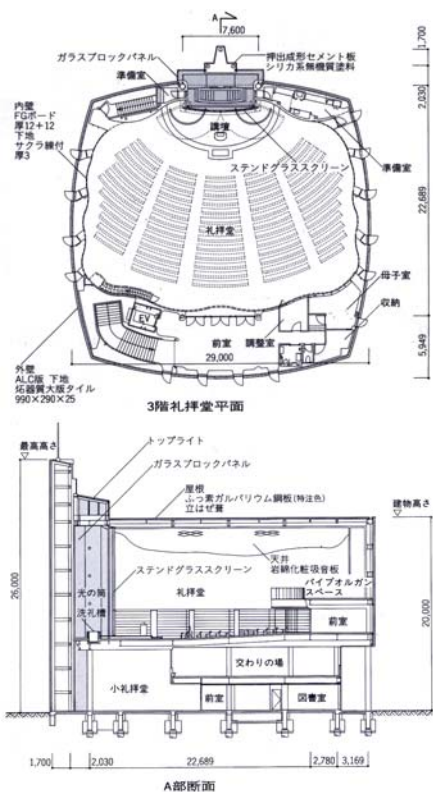 A
7,600
1,700
ガラスブロックパネル
押出成形セメント板
シリカ系無機質塗料
準備室
2,030
内壁
FGボード
厚12+12
下地
サクラ練付
厚3
講壇
ステンドグラススクリーン
準備室
22,689
礼拝堂
母子室
収納
EV
前室
調整室
5,949
29,000
外壁
ALC版 下地
炻器質大版タイル
990×290×25
3階礼拝堂平面
最高高さ
トップライト
ガラスブロックパネル
屋根
ふっ素ガルバリウム鋼板(特注色)
立はぜ葺
建物高さ
天井
岩綿化粧吸音板
ステンドグラススクリーン
パイプオルガン
スペース
礼拝堂
光の筒
洗礼槽
前室
26,000
20,000
交わりの場
小礼拝堂
前室
図書室
1,700
2,030
22,689
2,780
3,169
A部断面